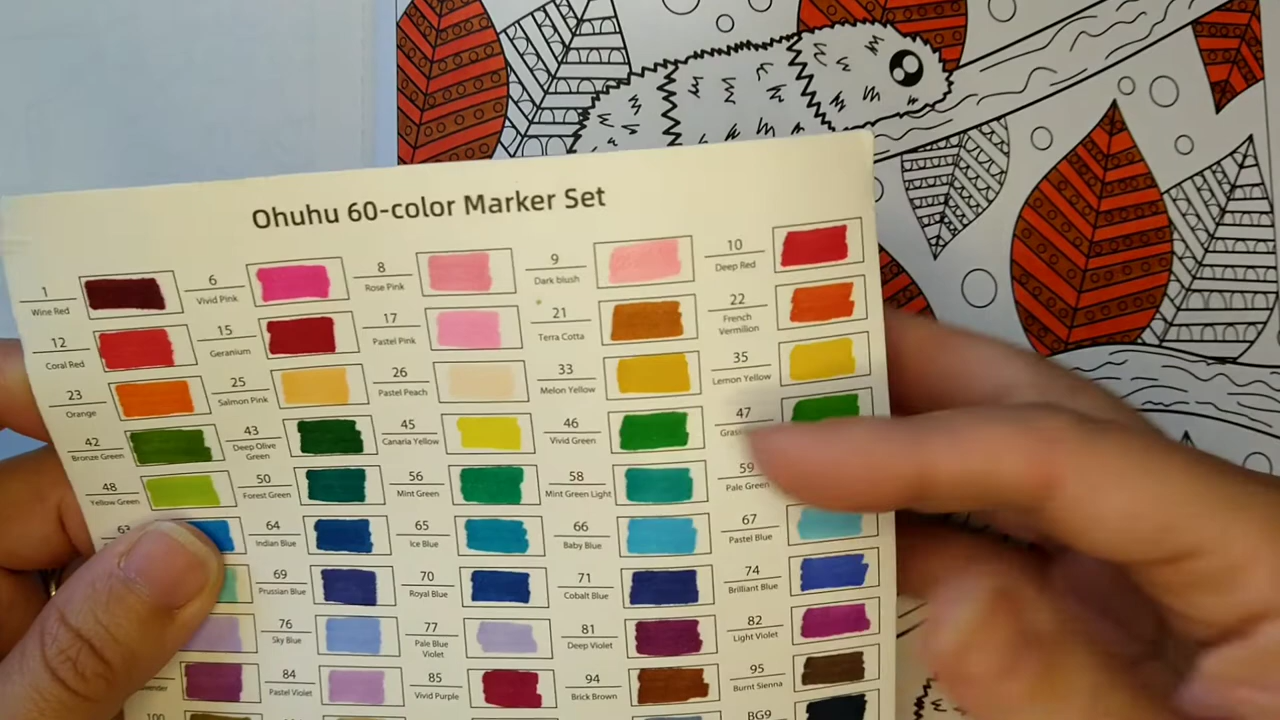 Ohuhu 60-color Marker Set
1 6 8 9 10
Wine Red Vivid Pink Rose Pink Dark blush Deep Red
12 15 17 21 22
Coral Red Geranium Pastel Pink Terra Cotta French
Vermilion
23 25 26 33 35
Orange Salmon Pink Pastel Peach Melon Yellow Lemon Yellow
42 43 45 46 47
Bronze Green Deep Olive Canaria Yellow Vivid Green
Green
48 50 56 58 59
Yellow Green Forest Green Mint Green Mint Green Light Pale Green
63 64 65 66 67
Indian Blue Ice Blue Baby Blue Pastel Blue
69 70 71 74
Prussian Blue Royal Blue Cobalt Blue Brilliant Blue
76 77 81 82
Sky Blue Pale Blue Deep Violet Light Violet
Violet
84 85 94 95
Pastel Violet Vivid Purple Brick Brown Burnt Sienna
100 BG9